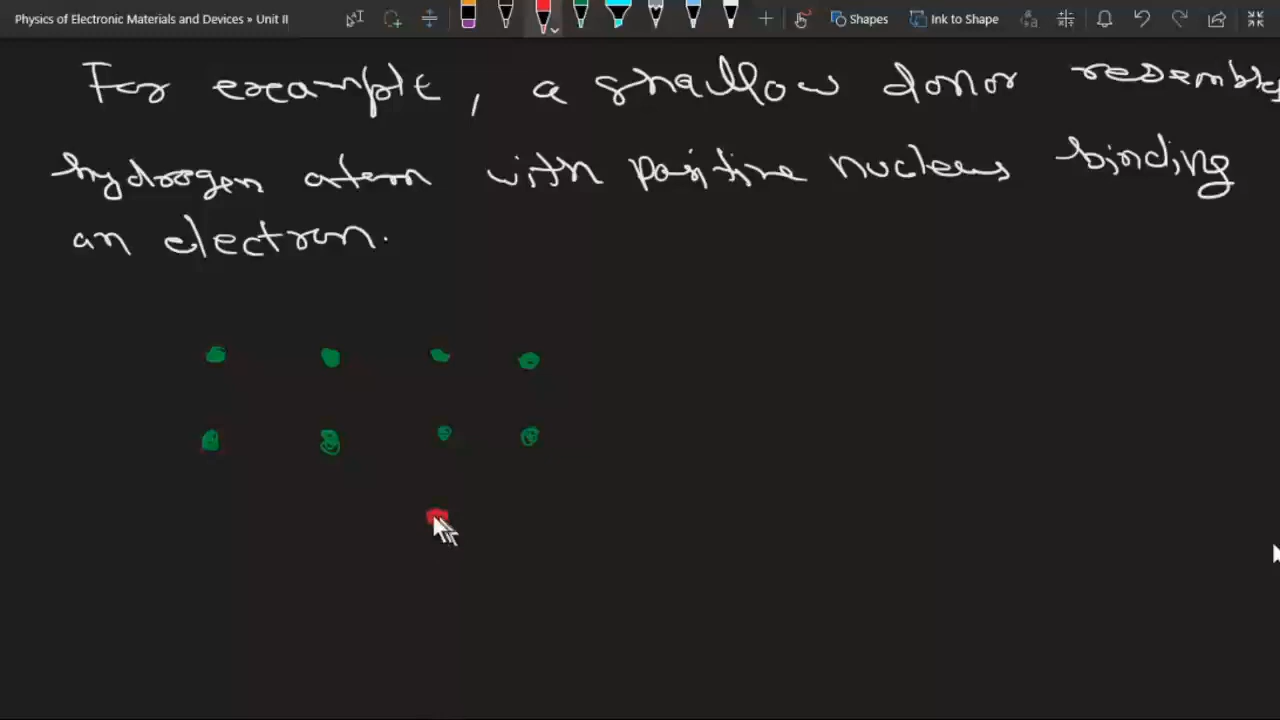 Physics of Electronic Materials and Devices » Unit II
Shapes
Ink to Shape
For example, a shallow donor resembles
hydrogen atom with positive nucleus binding
an electron.